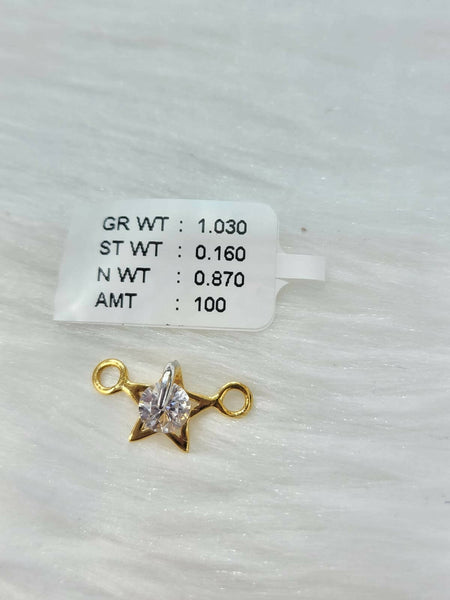 GR WT : 1.030
ST WT : 0.160
N WT : 0.870
AMT : 100